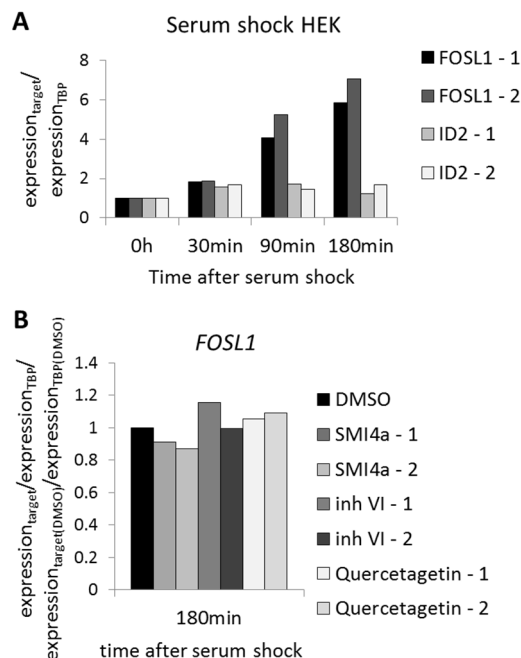 A
Serum shock HEK
expressiontarget/
expressionTBP
8
6
4
2
0
0h 30min 90min 180min
Time after serum shock
FOSL1 - 1
FOSL1 - 2
ID2 - 1
ID2 - 2
B
FOSL1
expressiontarget/expressionTBP/
expressiontarget(DMSO)/expressionTBP(DMSO)
1.4
1.2
1
0.8
0.6
0.4
0.2
0
180min
time after serum shock
DMSO
SMI4a - 1
SMI4a - 2
inh VI - 1
inh VI - 2
Quercetagetin - 1
Quercetagetin - 2